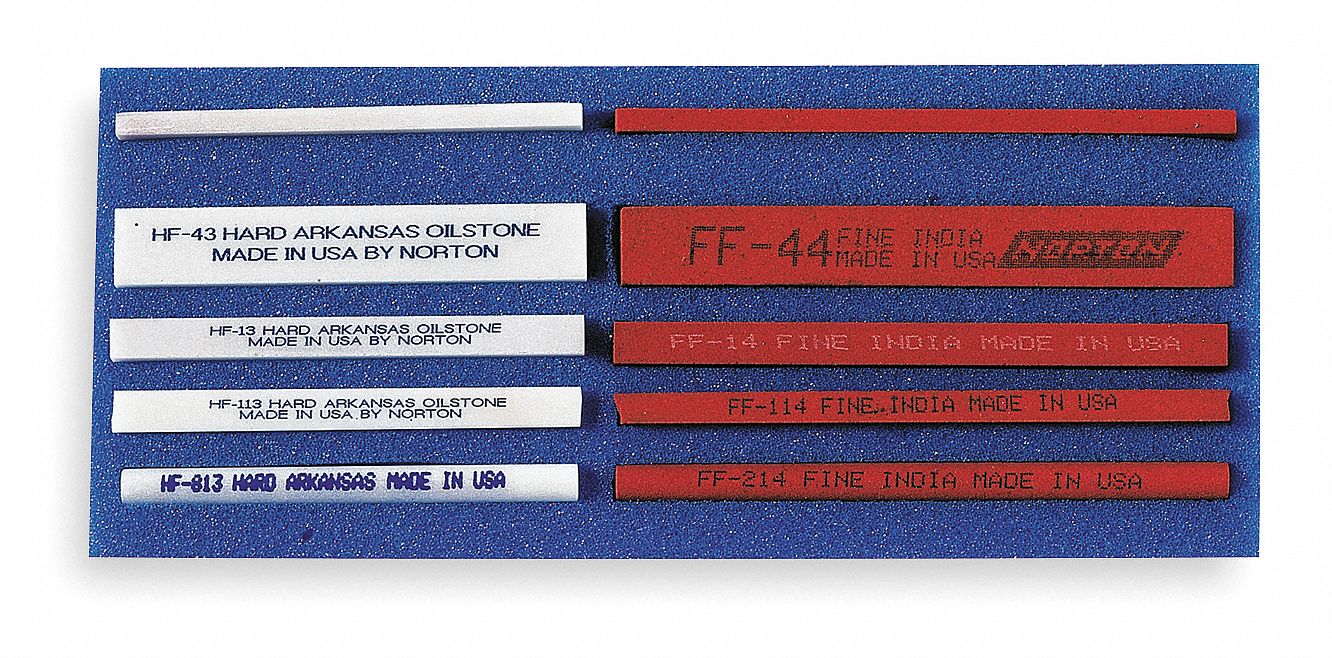 HF-43 HARD ARKANSAS OILSTONE
MADE IN USA BY NORTON
FF-44 FINE INDIA
MADE IN USA
NORTON
HF-13 HARD ARKANSAS OILSTONE
MADE IN USA BY NORTON
FF-14 FINE INDIA MADE IN USA
HF-113 HARD ARKANSAS OILSTONE
MADE IN USA BY NORTON
FF-114 FINE INDIA MADE IN USA
HF-813 HARD ARKANSAS MADE IN USA
FF-214 FINE INDIA MADE IN USA